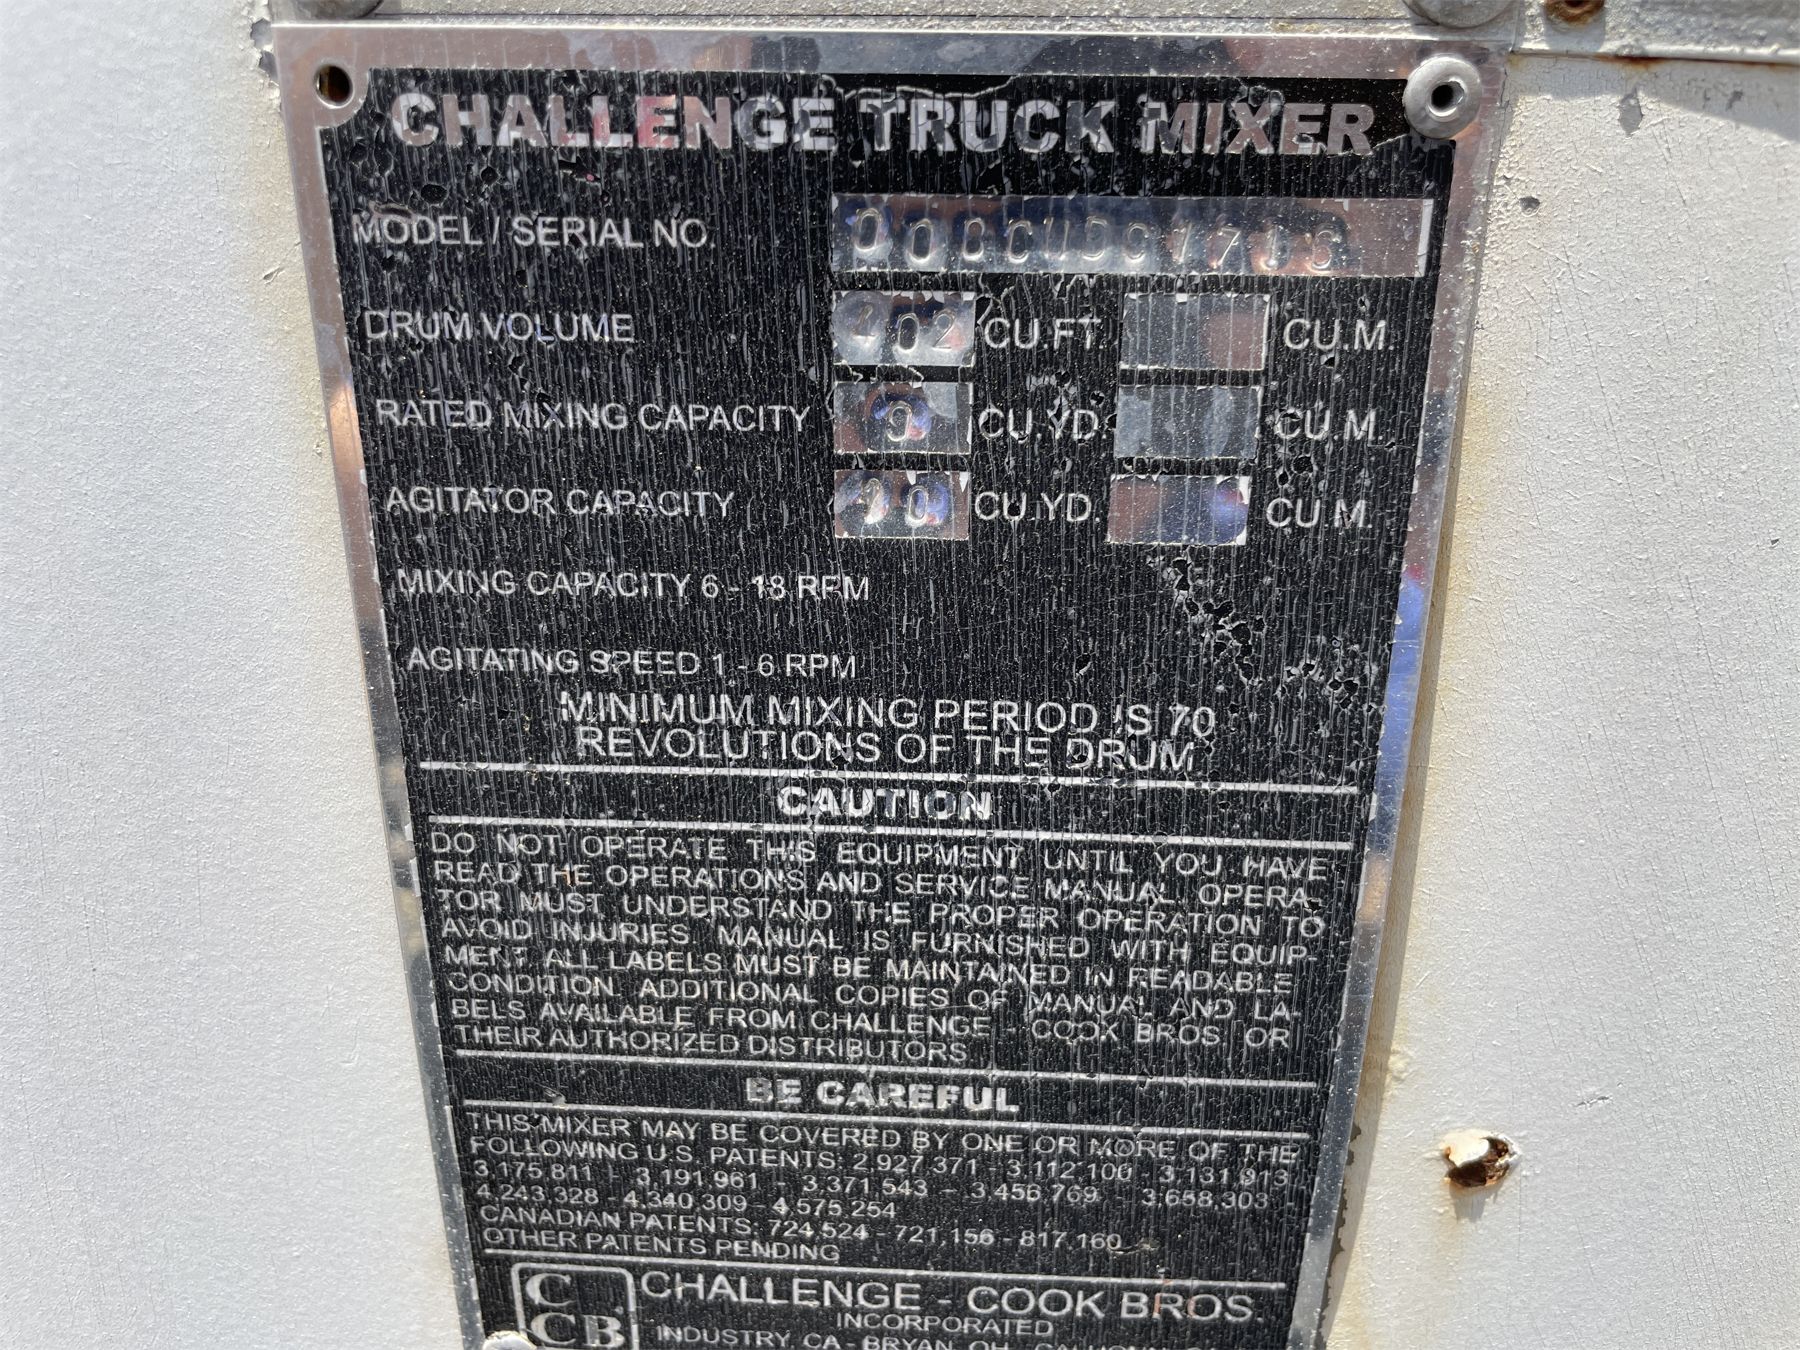 CHALLENGE TRUCK MIXER
MODEL / SERIAL NO.
DRUM VOLUME 402 CU.FT. CU.M.
RATED MIXING CAPACITY CU.YD. CU.M.
AGITATOR CAPACITY 10 CU.YD. CU.M.
MIXING CAPACITY 6 - 18 RPM
AGITATING SPEED 1 - 6 RPM
MINIMUM MIXING PERIOD IS 70
REVOLUTIONS OF THE DRUM
CAUTION
DO NOT OPERATE THIS EQUIPMENT UNTIL YOU HAVE
READ THE OPERATIONS AND SERVICE MANUAL. OPERA-
TOR MUST UNDERSTAND THE PROPER OPERATION TO
AVOID INJURIES. MANUAL IS FURNISHED WITH EQUIP-
MENT. ALL LABELS MUST BE MAINTAINED IN READABLE
CONDITION. ADDITIONAL COPIES OF MANUAL AND LA-
BELS AVAILABLE FROM CHALLENGE - COOK BROS. OR
THEIR AUTHORIZED DISTRIBUTORS.
BE CAREFUL
THIS MIXER MAY BE COVERED BY ONE OR MORE OF THE
FOLLOWING U.S. PATENTS: 2,927,371 - 3,112,100 - 3,131,913
3,175,811 - 3,191,961 - 3,371,543 - 3,456,769 - 3,658,303
4,243,328 - 4,340,309 - 4,575,254
CANADIAN PATENTS: 724,524 - 721,156 - 817,160
OTHER PATENTS PENDING
C
CB
CHALLENGE - COOK BROS.
INCORPORATED
INDUSTRY, CA - BRYAN, OH